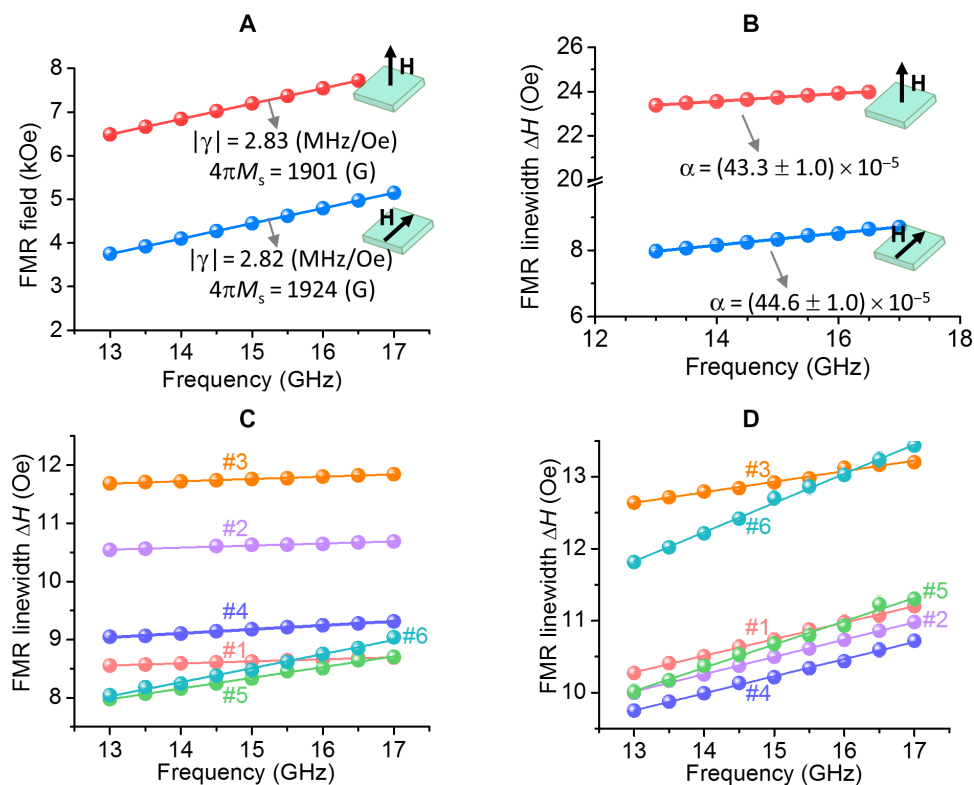 A
FMR field (kOe)
8
7
6
5
4
3
2
H
|γ| = 2.83 (MHz/Oe)
4πMs = 1901 (G)
H
|γ| = 2.82 (MHz/Oe)
4πMs = 1924 (G)
13 14 15 16 17
Frequency (GHz)
B
FMR linewidth ΔH (Oe)
26
24
22
20
8
6
H
α = (43.3 ± 1.0) × 10⁻⁵
H
α = (44.6 ± 1.0) × 10⁻⁵
12 14 16 18
Frequency (GHz)
C
FMR linewidth ΔH (Oe)
12
11
10
9
8
#3
#2
#4
#6
#1
#5
13 14 15 16 17
Frequency (GHz)
D
FMR linewidth ΔH (Oe)
13
12
11
10
#3
#6
#5
#1
#2
#4
13 14 15 16 17
Frequency (GHz)